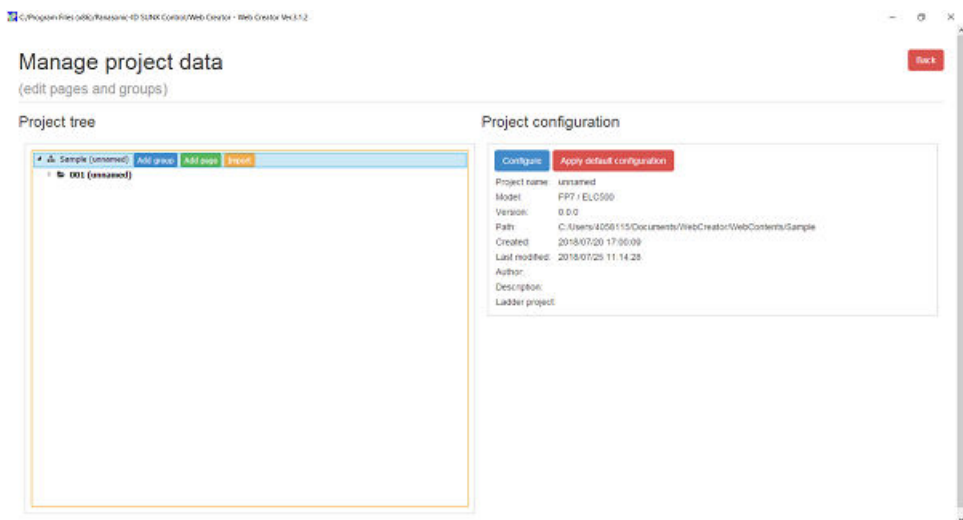 C:/Program Files (x86)/Panasonic-ID SUNX Control/Web Creator - Web Creator Ver.3.1.2
Manage project data
Back
(edit pages and groups)
Project tree
Project configuration
Sample (unnamed) Add group Add page Import
001 (unnamed)
Configure Apply default configuration
Project name: unnamed
Model: FP7 / ELC500
Version: 0.0.0
Path: C:/Users/4058115/Documents/WebCreator/WebContents/Sample
Created: 2018/07/20 17:00:09
Last modified: 2018/07/25 11:14:28
Author:
Description:
Ladder project: